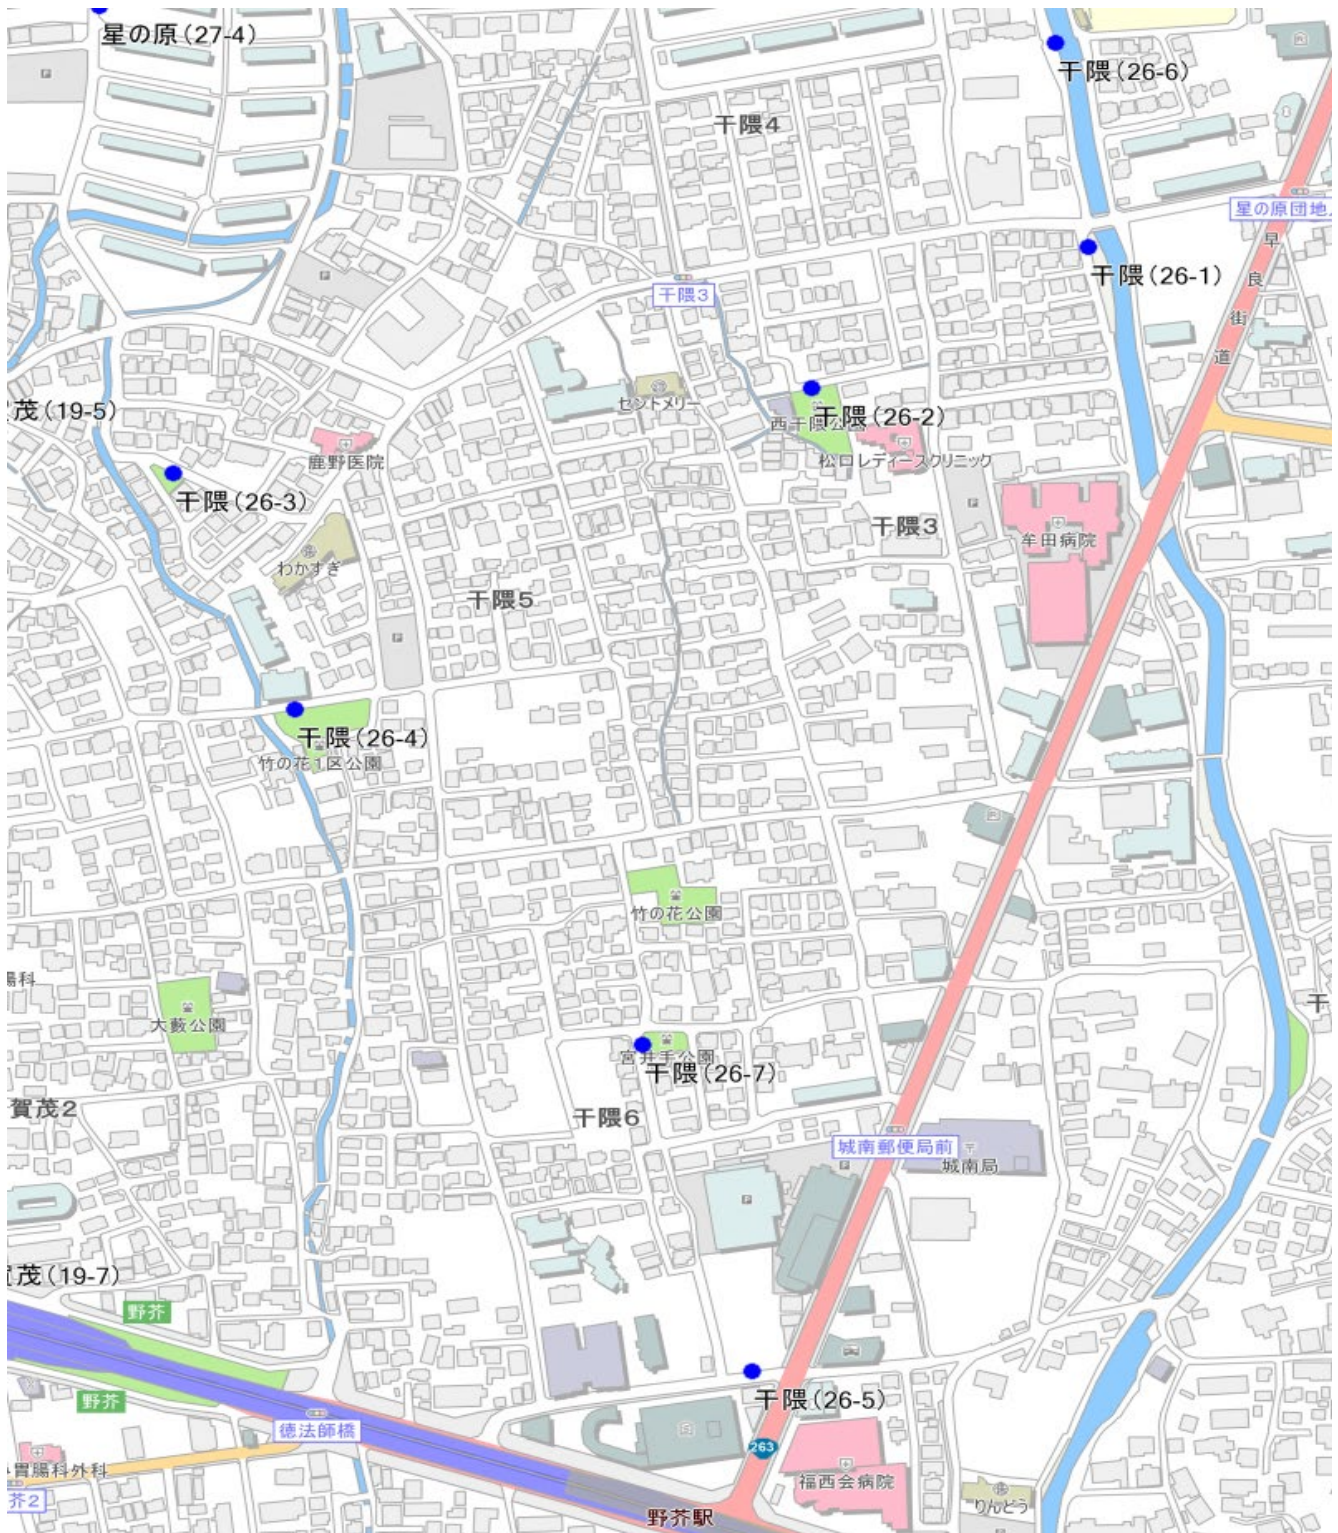 星の原(27-4)
干隈(26-6)
干隈4
星の原団地
早良街道
干隈(26-1)
干隈3
茂(19-5)
セントメリー
干隈(26-2)
西干隈公園
松口レディースクリニック
鹿野医院
干隈(26-3)
干隈3
牟田病院
わかすぎ
干隈5
干隈(26-4)
竹の花1区公園
竹の花公園
腸科
大藪公園
干
宮井手公園
干隈(26-7)
賀茂2
干隈6
城南郵便局前
城南局
茂(19-7)
野芥
野芥
干隈(26-5)
徳法師橋
263
胃腸科外科
福西会病院
りんどう
芥2
野芥駅